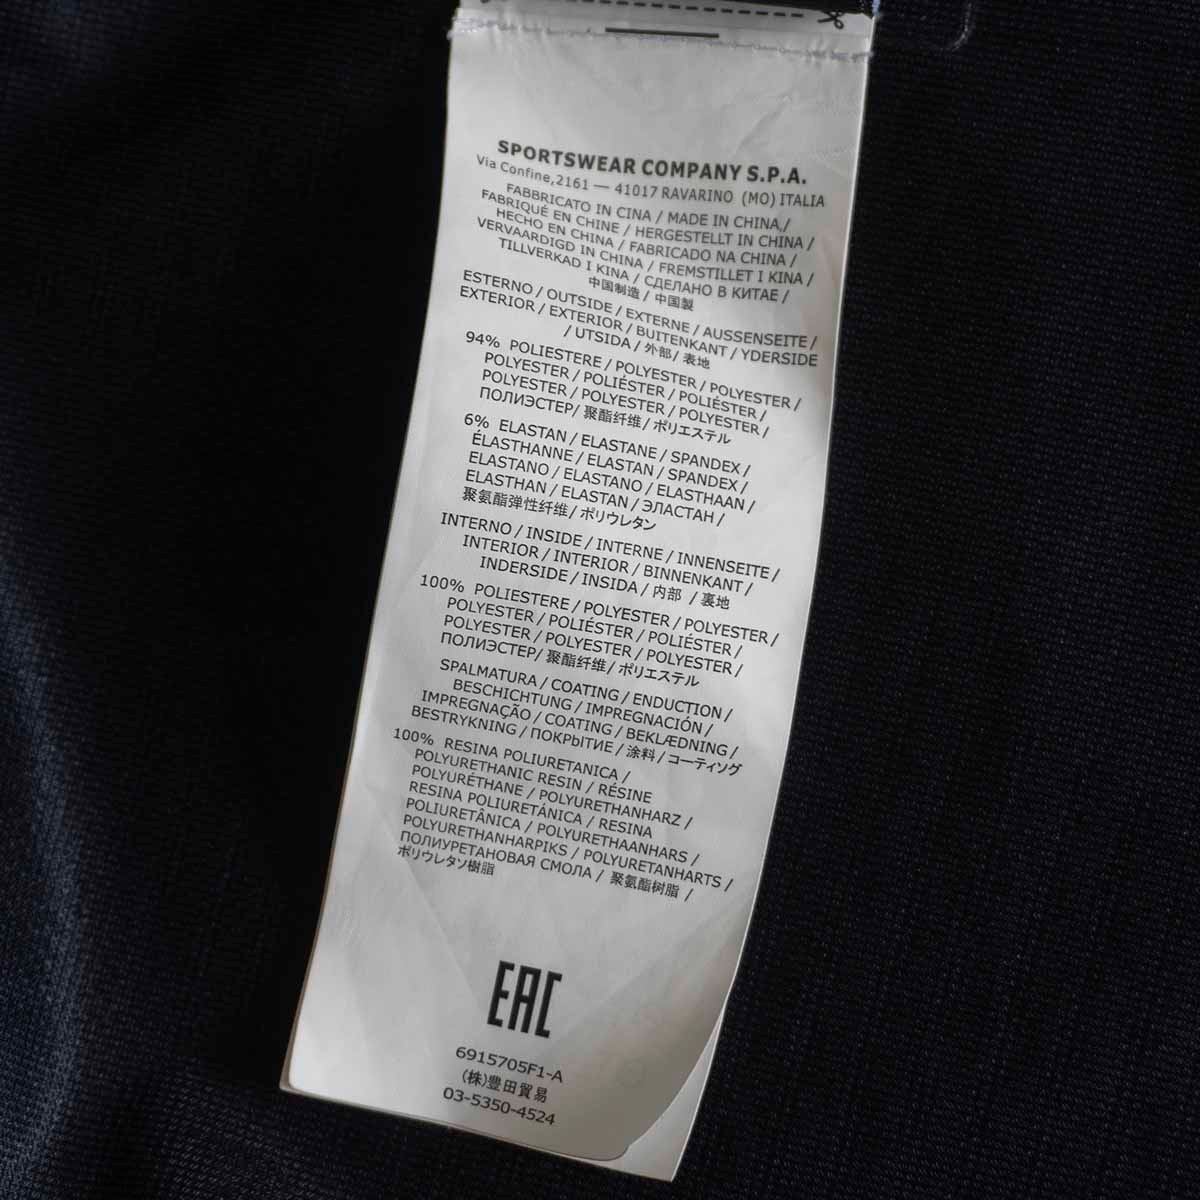 SPORTSWEAR COMPANY S.P.A.
Via Confine,2161 — 41017 RAVARINO (MO) ITALIA
FABBRICATO IN CINA / MADE IN CHINA,/
FABRIQUÉ EN CHINE / HERGESTELLT IN CHINA /
HECHO EN CHINA / FABRICADO NA CHINA /
VERVAARDIGD IN CHINA / FREMSTILLET I KINA /
TILLVERKAD I KINA / СДЕЛАНО В КИТАЕ /
中国制造 / 中国製
ESTERNO / OUTSIDE / EXTERNE / AUSSENSEITE /
EXTERIOR / EXTERIOR / BUITENKANT / YDERSIDE
/ UTSIDA / 外部 / 表地
94% POLIESTERE / POLYESTER / POLYESTER /
POLYESTER / POLIÉSTER / POLIÉSTER /
POLYESTER / POLYESTER / POLYESTER /
ПОЛИЭСТЕР/ 聚酯纤维/ ポリエステル
6% ELASTAN / ELASTANE / SPANDEX /
ÉLASTHANNE / ELASTAN / SPANDEX /
ELASTANO / ELASTANO / ELASTHAAN /
ELASTHAN / ELASTAN / ЭЛАСТАН /
聚氨酯弹性纤维/ ポリウレタン
INTERNO / INSIDE / INTERNE / INNENSEITE /
INTERIOR / INTERIOR / BINNENKANT /
INDERSIDE / INSIDA / 内部 / 裏地
100% POLIESTERE / POLYESTER / POLYESTER /
POLYESTER / POLIÉSTER / POLIÉSTER /
POLYESTER / POLYESTER / POLYESTER /
ПОЛИЭСТЕР/ 聚酯纤维/ ポリエステル
SPALMATURA / COATING / ENDUCTION /
BESCHICHTUNG / IMPREGNACIÓN /
IMPREGNAÇÃO / COATING / BEKLÆDNING /
BESTRYKNING / ПОКРЫТИЕ / 涂料 / コーティソグ
100% RESINA POLIURETANICA /
POLYURETHANIC RESIN / RÉSINE
POLYURÉTHANE / POLYURETHANHARZ /
RESINA POLIURETÁNICA / RESINA
POLIURETÂNICA / POLYURETHAANHARS /
POLYURETHANHARPIKS / POLYURETANHARTS /
ПОЛИУРЕТАНОВАЯ СМОЛА / 聚氨酯树脂 /
ポリウレタソ樹脂
EAC
6915705F1-A
(株)豊田貿易
03-5350-4524